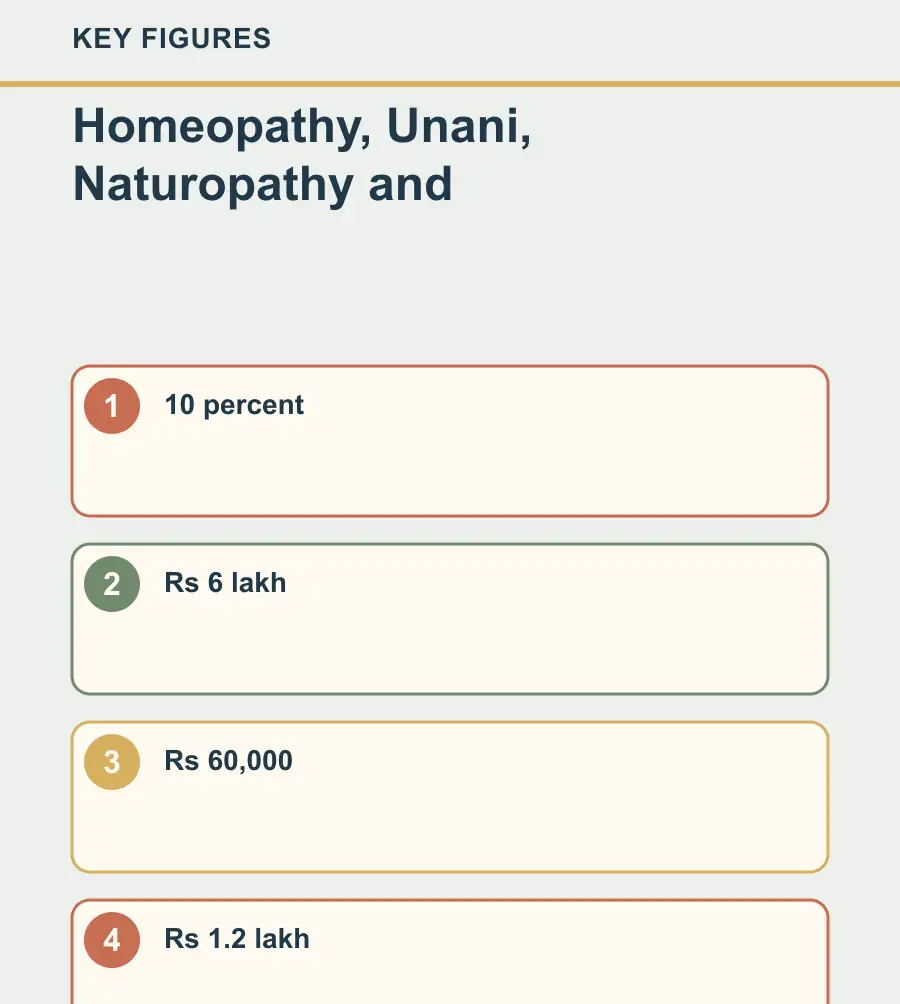 KEY FIGURES
Homeopathy, Unani,
Naturopathy and
1 10 percent
2 Rs 6 lakh
3 Rs 60,000
4 Rs 1.2 lakh